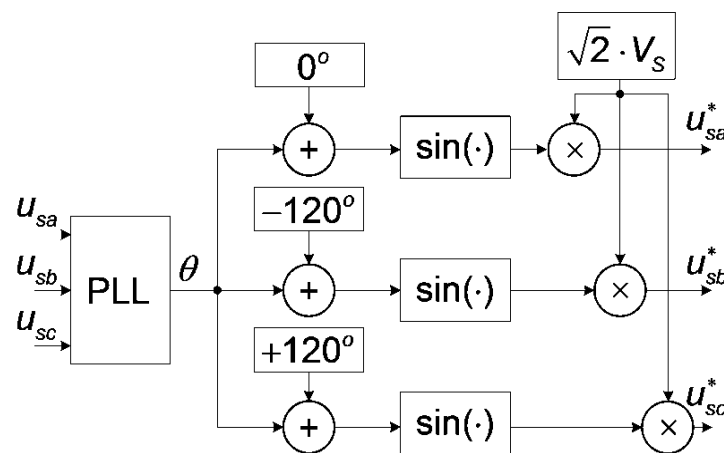 0°
√2 · V_S
+
sin(·)
×
u*_sa
−120°
u_sa
u_sb
u_sc
PLL
θ
+
sin(·)
×
u*_sb
+120°
+
sin(·)
×
u*_sc